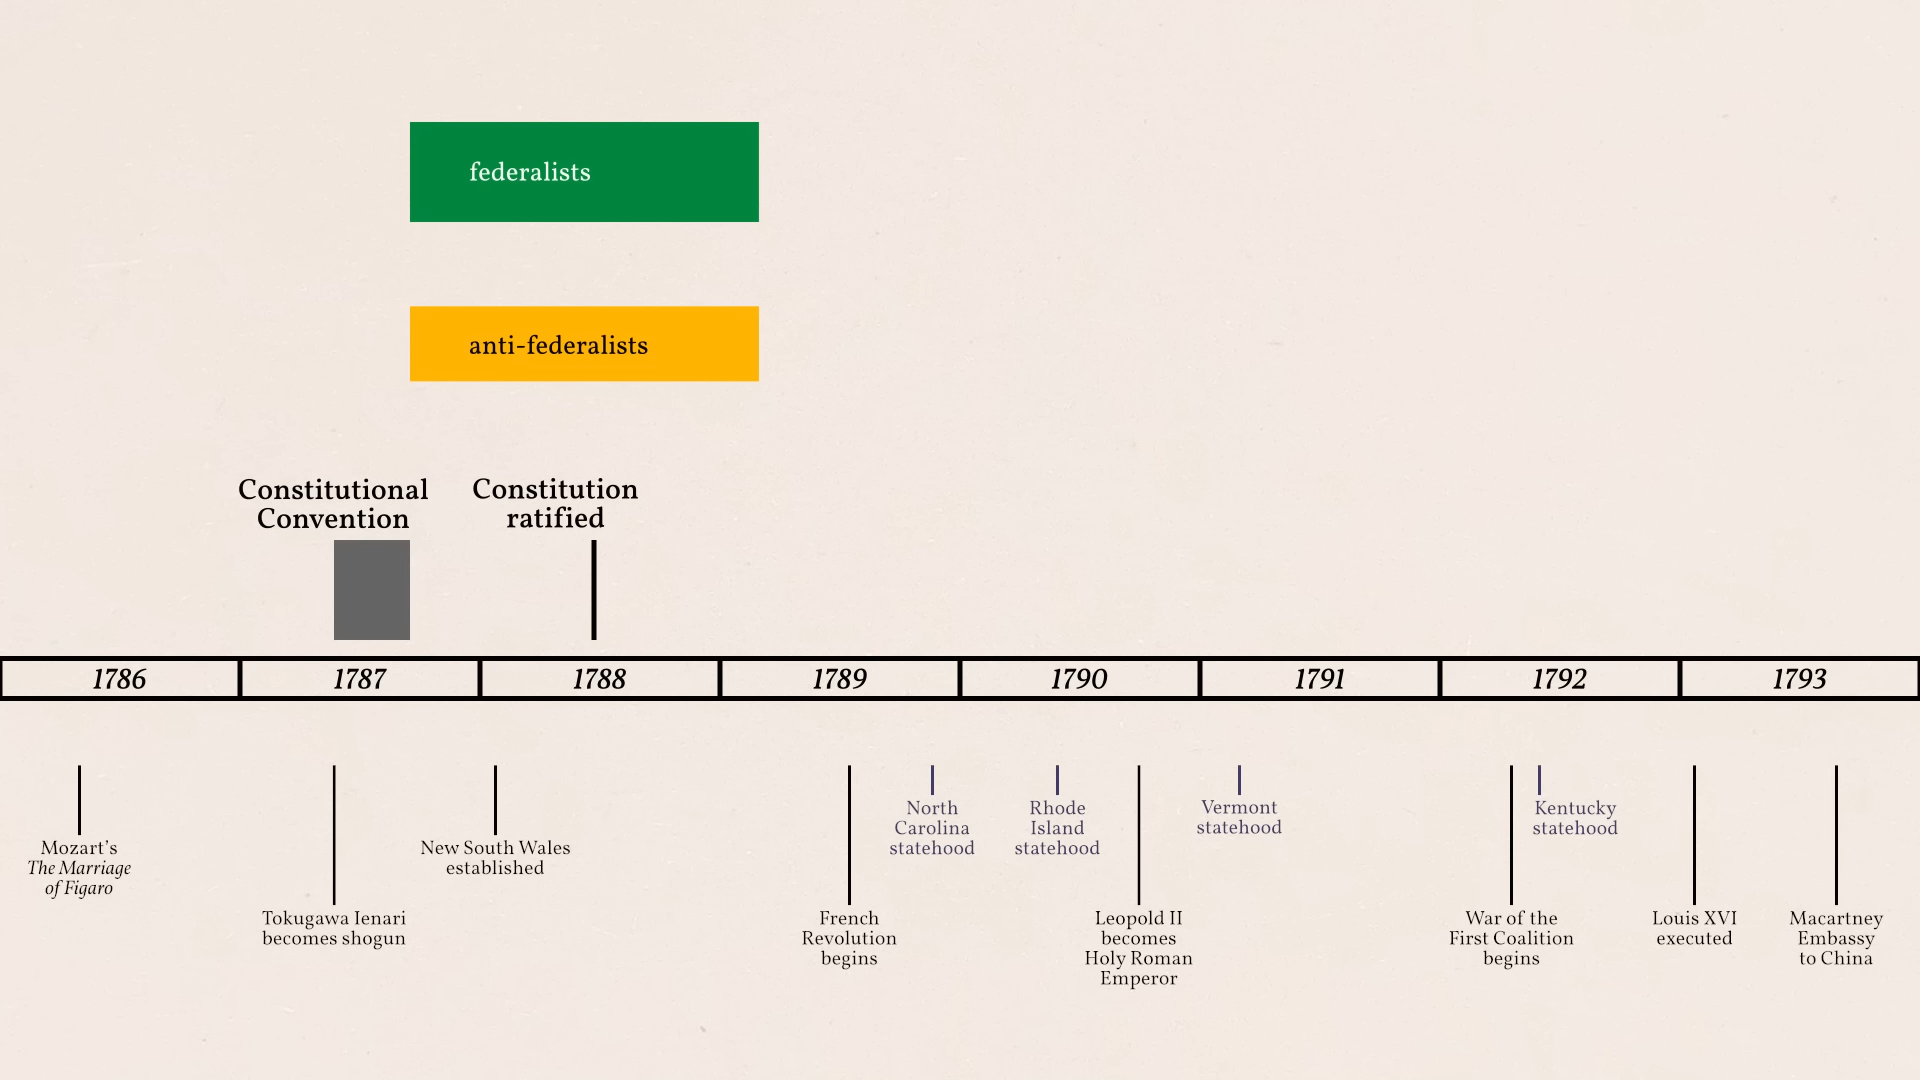 federalists
anti-federalists
Constitutional
Convention
Constitution
ratified
1786
1787
1788
1789
1790
1791
1792
1793
Mozart's
The Marriage
of Figaro
Tokugawa Ienari
becomes shogun
New South Wales
established
French
Revolution
begins
North
Carolina
statehood
Rhode
Island
statehood
Leopold II
becomes
Holy Roman
Emperor
Vermont
statehood
War of the
First Coalition
begins
Kentucky
statehood
Louis XVI
executed
Macartney
Embassy
to China